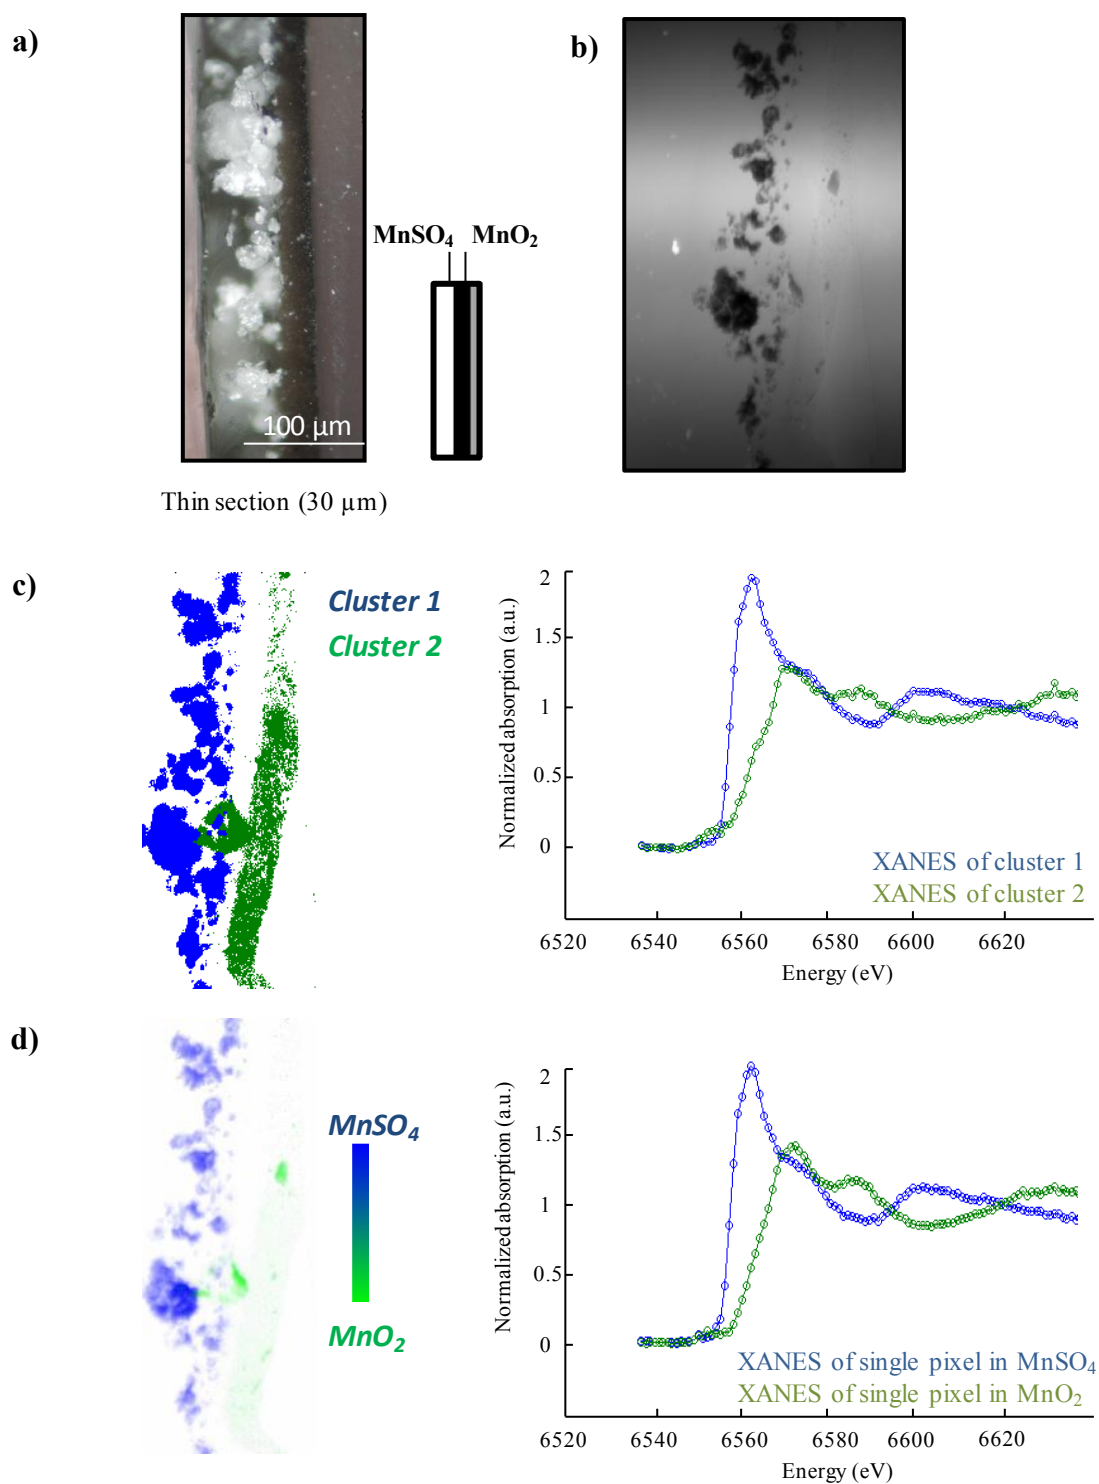 a)
b)
MnSO4 MnO2
100 μm
Thin section (30 μm)
c)
Cluster 1
Cluster 2
2
1.5
1
0.5
0
Normalized absorption (a.u.)
XANES of cluster 1
XANES of cluster 2
6520 6540 6560 6580 6600 6620
Energy (eV)
d)
MnSO4
MnO2
2
1.5
1
0.5
0
Normalized absorption (a.u.)
XANES of single pixel in MnSO4
XANES of single pixel in MnO2
6520 6540 6560 6580 6600 6620
Energy (eV)